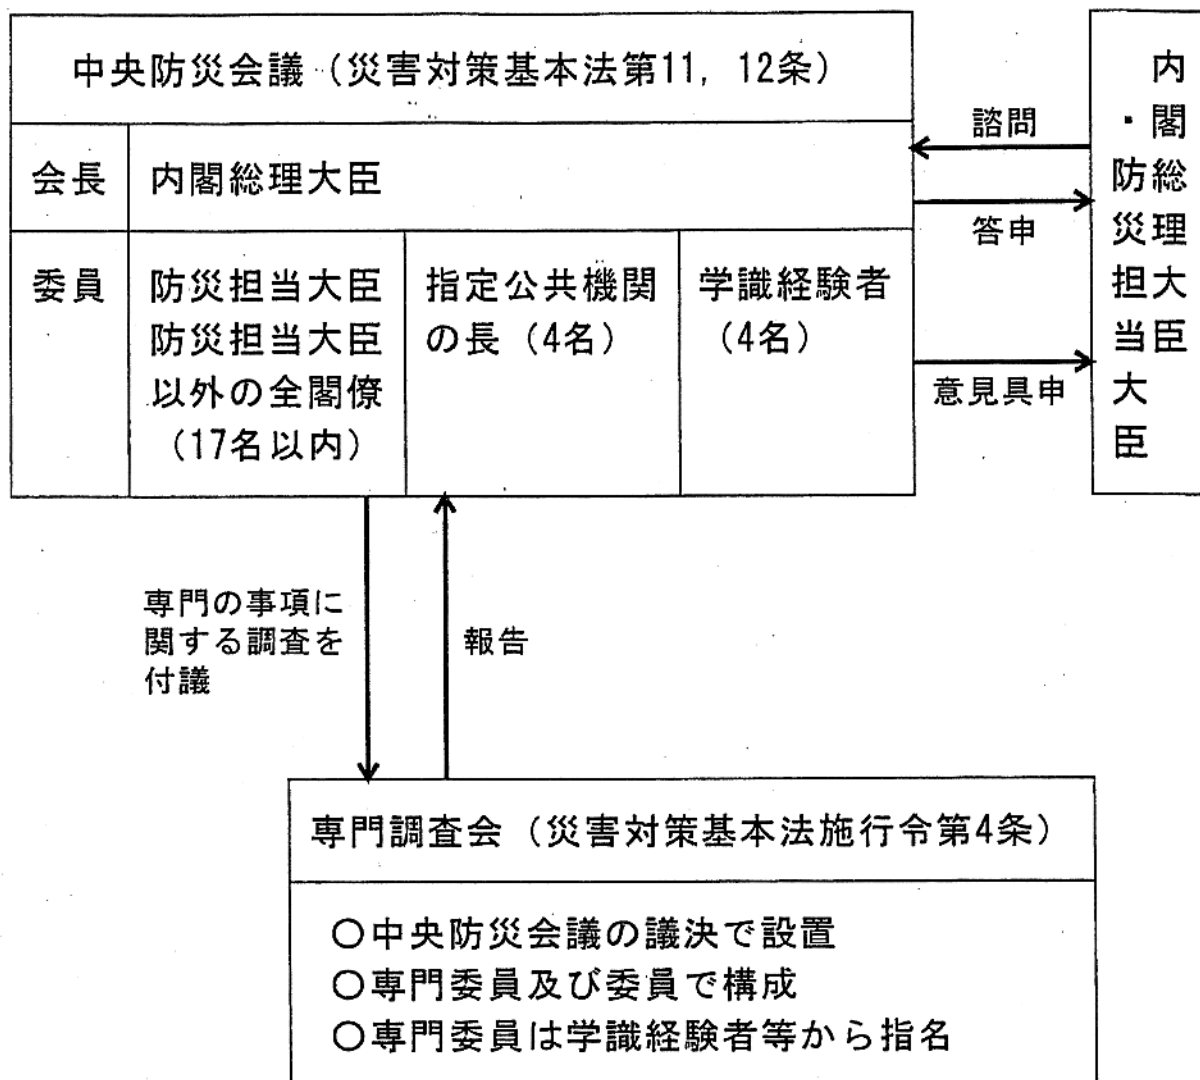 中央防災会議（災害対策基本法第11，12条）
会長
内閣総理大臣
委員
防災担当大臣
防災担当大臣
以外の全閣僚
（17名以内）
指定公共機関
の長（4名）
学識経験者
（4名）
諮問
答申
意見具申
内閣総理大臣
・防災担当大臣
専門の事項に
関する調査を
付議
報告
専門調査会（災害対策基本法施行令第4条）
○中央防災会議の議決で設置
○専門委員及び委員で構成
○専門委員は学識経験者等から指名